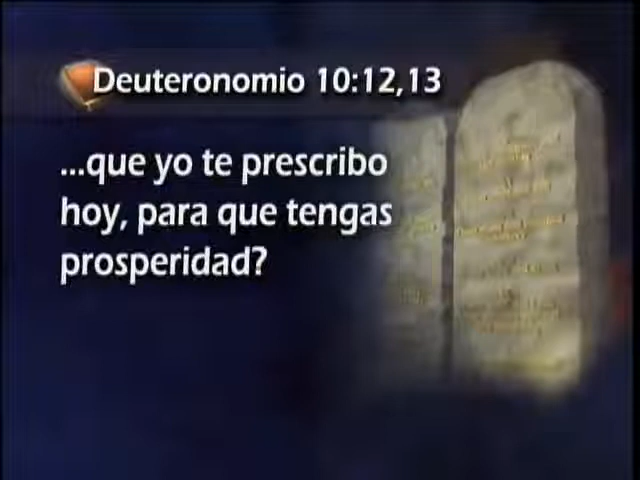 Deuteronomio 10:12,13
...que yo te prescribo
hoy, para que tengas
prosperidad?